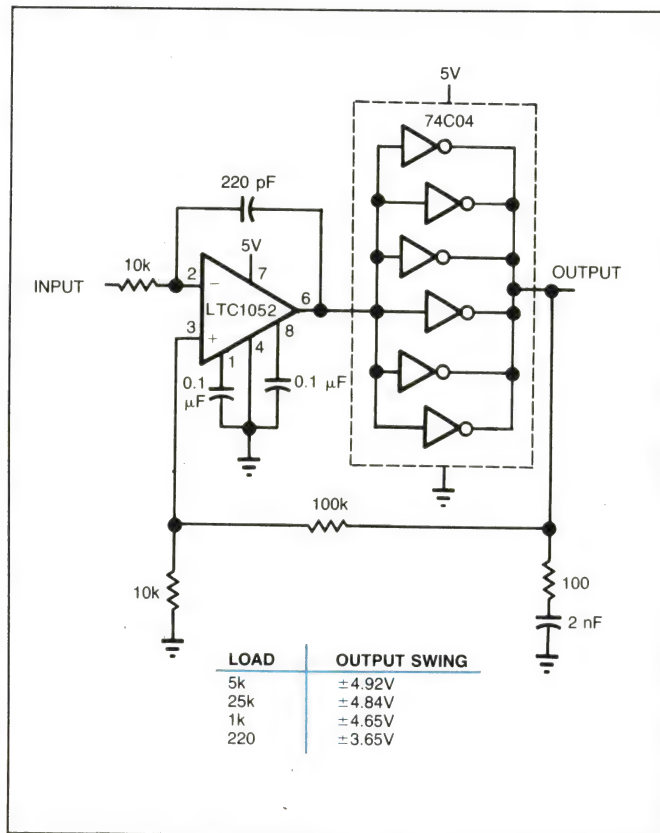 5V
74C04
220 pF
10k
5V
INPUT
2
−
7
LTC1052
6
OUTPUT
3
+
8
1
4
0.1
μF
0.1 μF
100k
10k
100
2 nF
LOAD OUTPUT SWING
5k ±4.92V
25k ±4.84V
1k ±4.65V
220 ±3.65V